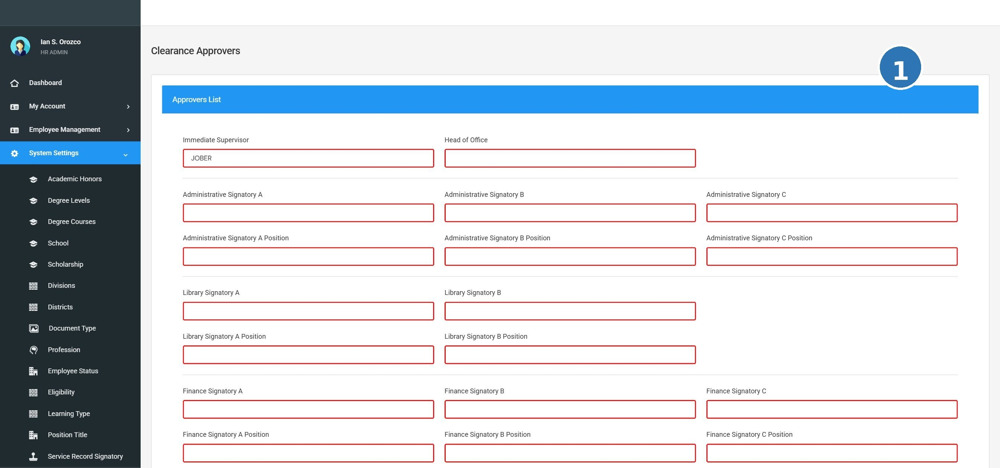 Ian S. Orozco
HR ADMIN
Dashboard
My Account
Employee Management
System Settings
Academic Honors
Degree Levels
Degree Courses
School
Scholarship
Divisions
Districts
Document Type
Profession
Employee Status
Eligibility
Learning Type
Position Title
Service Record Signatory
Clearance Approvers
1
Approvers List
Immediate Supervisor Head of Office
JOBER
Administrative Signatory A Administrative Signatory B Administrative Signatory C
Administrative Signatory A Position Administrative Signatory B Position Administrative Signatory C Position
Library Signatory A Library Signatory B
Library Signatory A Position Library Signatory B Position
Finance Signatory A Finance Signatory B Finance Signatory C
Finance Signatory A Position Finance Signatory B Position Finance Signatory C Position